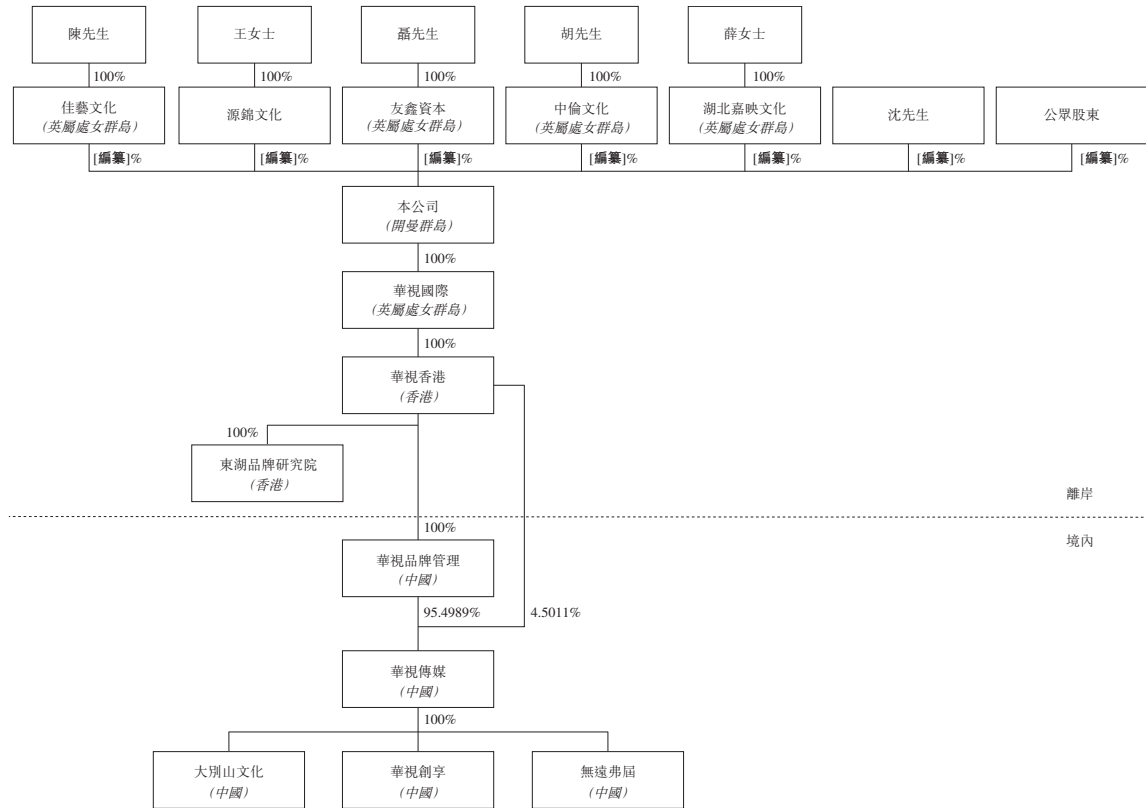 陳先生
王女士
聶先生
胡先生
薛女士
100%
100%
100%
100%
100%
佳藝文化
(英屬處女群島)
源錦文化
友鑫資本
(英屬處女群島)
中倫文化
(英屬處女群島)
湖北嘉映文化
(英屬處女群島)
沈先生
公眾股東
[編纂]%
[編纂]%
[編纂]%
[編纂]%
[編纂]%
[編纂]%
[編纂]%
本公司
(開曼群島)
100%
華視國際
(英屬處女群島)
100%
華視香港
(香港)
100%
東湖品牌研究院
(香港)
離岸
境內
100%
華視品牌管理
(中國)
95.4989%
4.5011%
華視傳媒
(中國)
100%
大別山文化
(中國)
華視創享
(中國)
無遠弗屆
(中國)